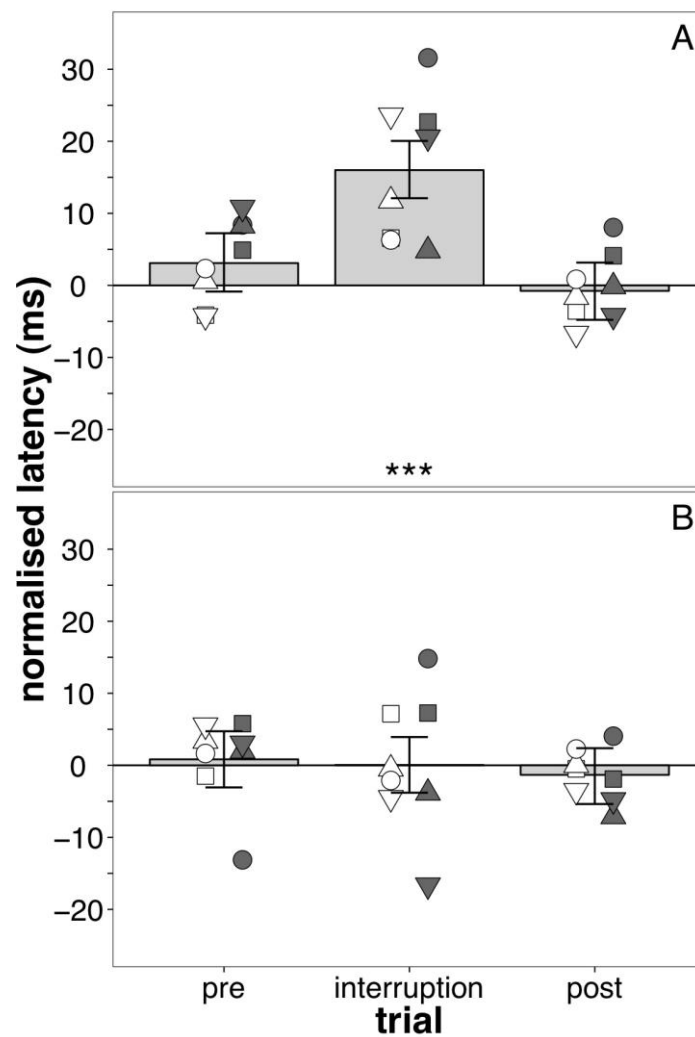 A
30
20
10
0
−10
−20
***
B
30
20
10
0
−10
−20
normalised latency (ms)
pre interruption post
trial